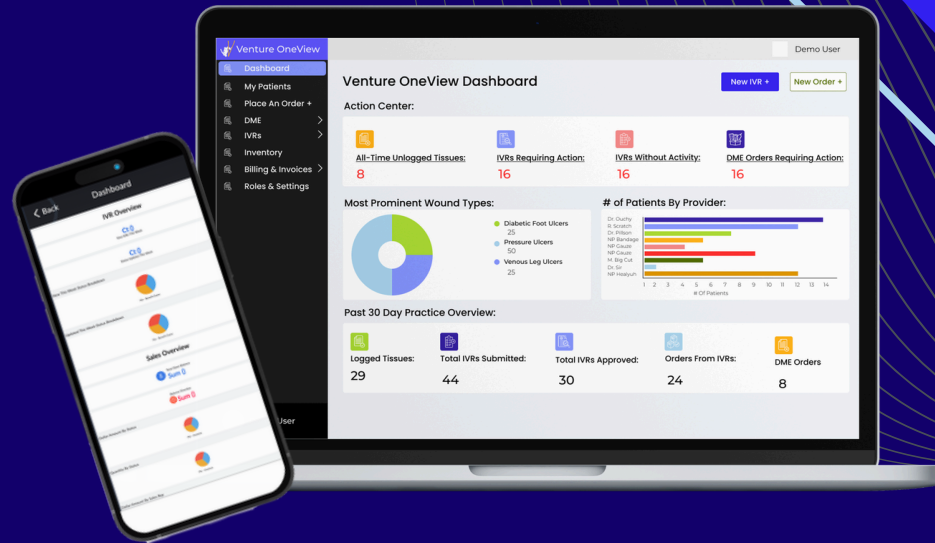 Venture OneView
Demo User
Dashboard
My Patients
Place An Order +
DME
IVRs
Inventory
Billing & Invoices
Roles & Settings
User
Venture OneView Dashboard
New IVR +
New Order +
Action Center:
All-Time Unlogged Tissues:
8
IVRs Requiring Action:
16
IVRs Without Activity:
16
DME Orders Requiring Action:
16
Most Prominent Wound Types:
Diabetic Foot Ulcers
25
Pressure Ulcers
50
Venous Leg Ulcers
25
# of Patients By Provider:
Dr. Ouchy
R. Scratch
Dr. Pillson
NP Bandage
NP Gauze
NP Gauze
M. Big Cut
Dr. Sir
NP Healyuh
1 2 3 4 5 6 7 8 9 10 11 12 13 14
# Of Patients
Past 30 Day Practice Overview:
Logged Tissues:
29
Total IVRs Submitted:
44
Total IVRs Approved:
30
Orders From IVRs:
24
DME Orders
8
Back
Dashboard
IVR Overview
Ct ()
Ct ()
Sales Overview
Sum ()
Sum ()